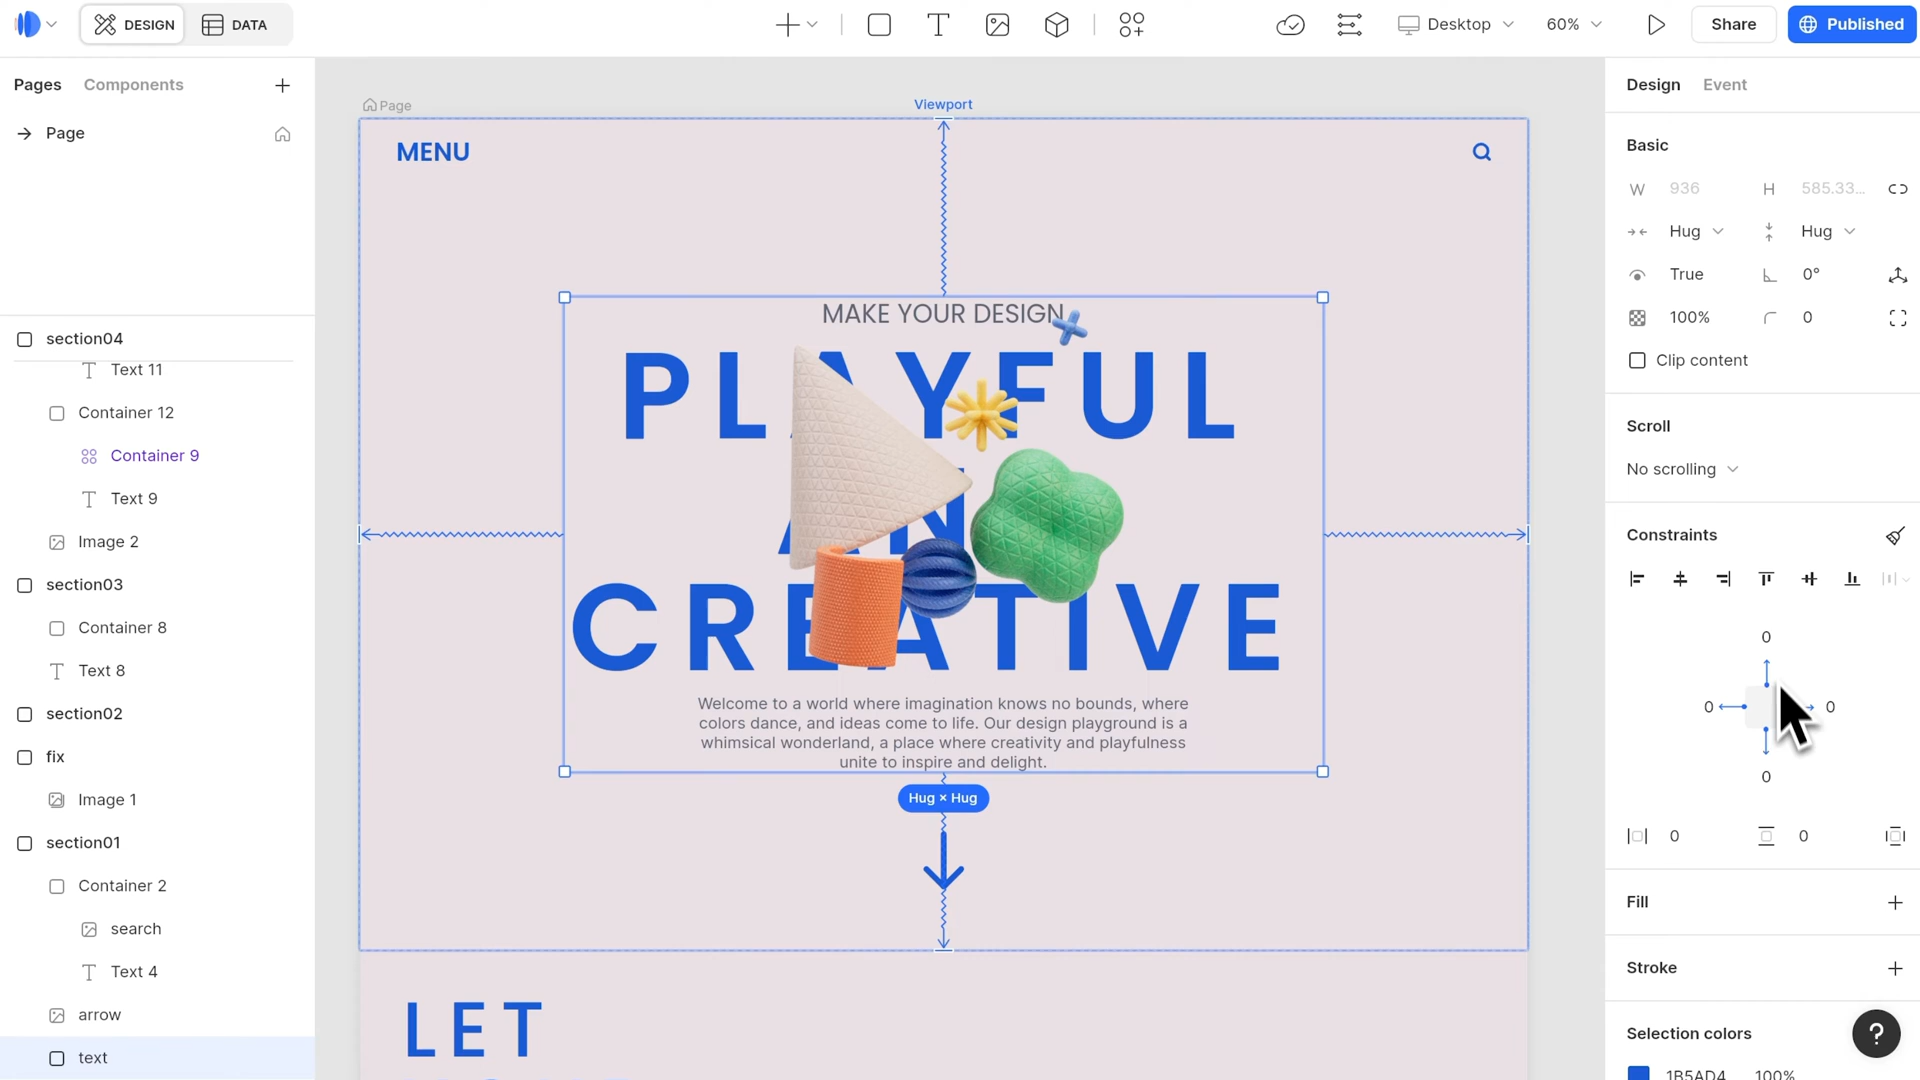 DESIGN
DATA
Desktop
60%
Share
Published
Pages
Components
Page
section04
Text 11
Container 12
Container 9
Text 9
Image 2
section03
Container 8
Text 8
section02
fix
Image 1
section01
Container 2
search
Text 4
arrow
text
Page
Viewport
MENU
MAKE YOUR DESIGN
PLAYFUL
AN
CREATIVE
Welcome to a world where imagination knows no bounds, where
colors dance, and ideas come to life. Our design playground is a
whimsical wonderland, a place where creativity and playfulness
unite to inspire and delight.
Hug × Hug
LET
Design
Event
Basic
W 936 H 585.33...
Hug Hug
True 0°
100% 0
Clip content
Scroll
No scrolling
Constraints
0
0 0
0
0 0
Fill
Stroke
Selection colors
1B5AD4 100%
?